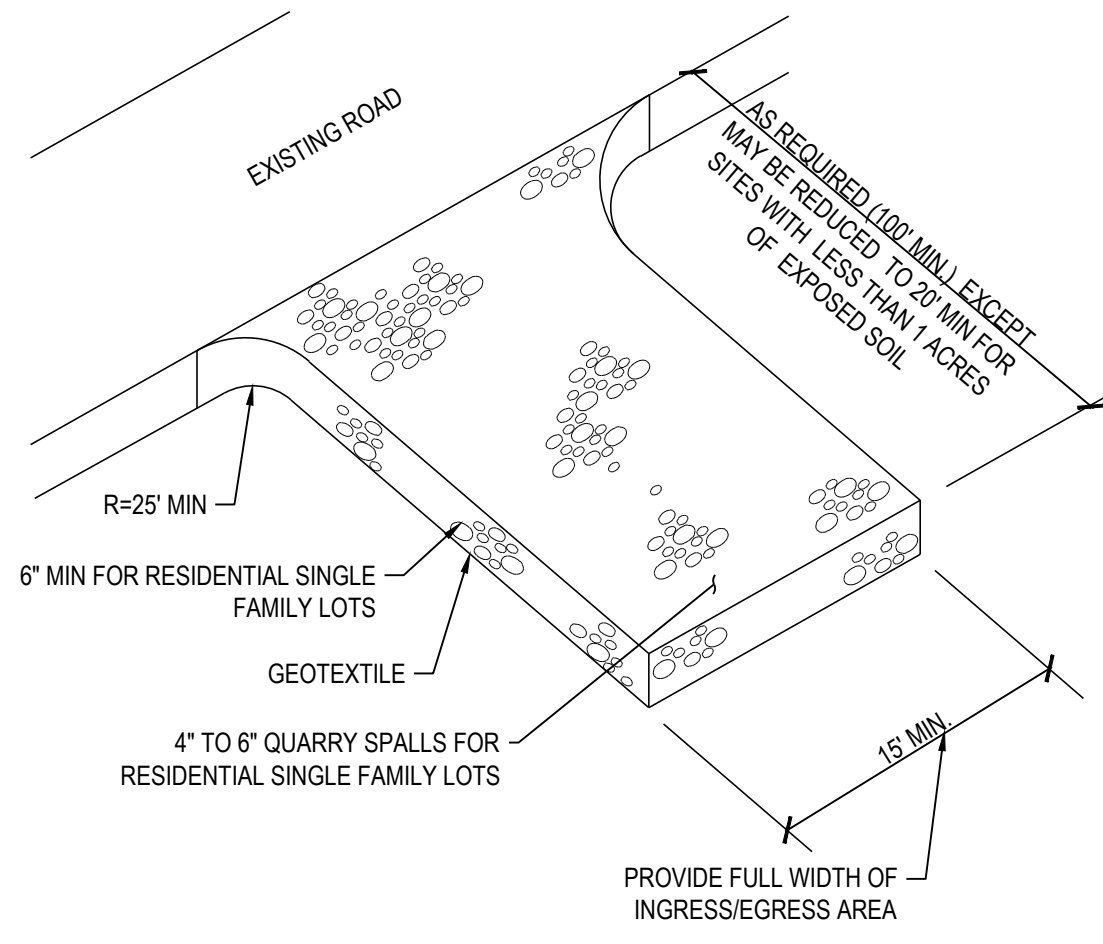 EXISTING ROAD
AS REQUIRED (100' MIN.) EXCEPT
MAY BE REDUCED TO 20' MIN FOR
SITES WITH LESS THAN 1 ACRES
OF EXPOSED SOIL
R=25' MIN
6" MIN FOR RESIDENTIAL SINGLE
FAMILY LOTS
GEOTEXTILE
4" TO 6" QUARRY SPALLS FOR
RESIDENTIAL SINGLE FAMILY LOTS
15' MIN.
PROVIDE FULL WIDTH OF
INGRESS/EGRESS AREA